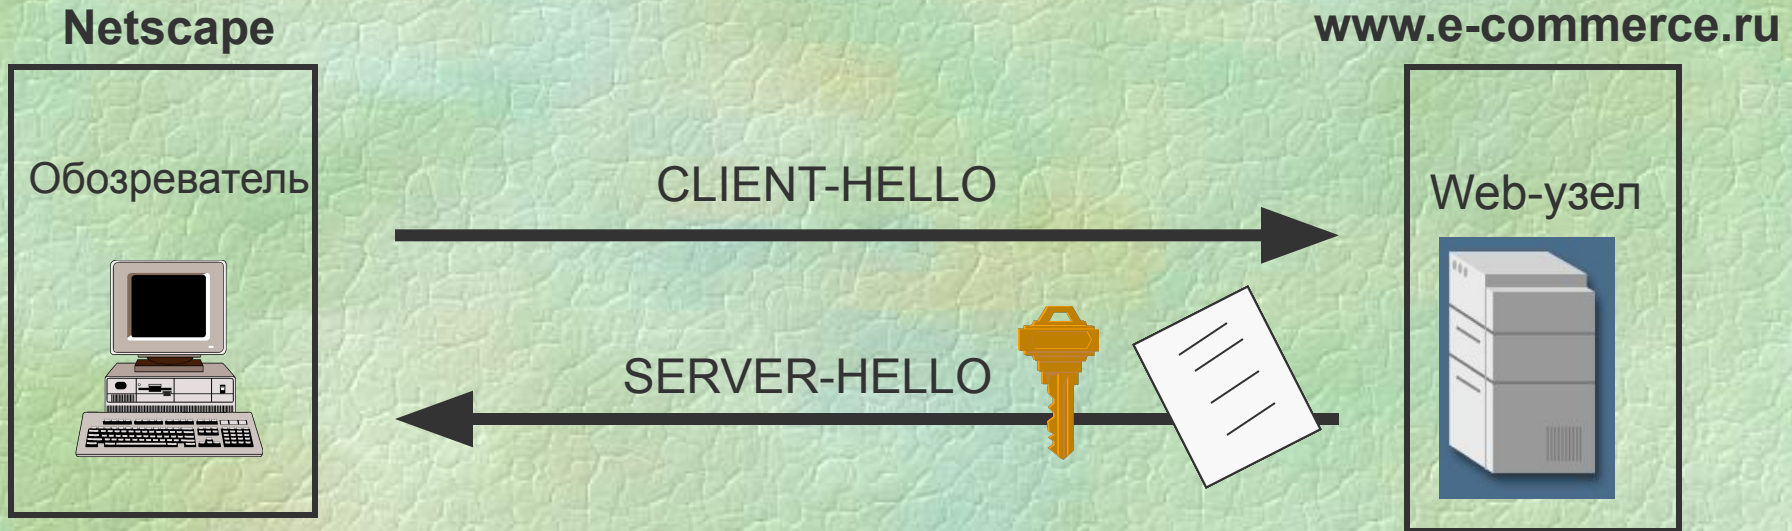 Netscape
www.e-commerce.ru
Обозреватель
CLIENT-HELLO
Web-узел
SERVER-HELLO